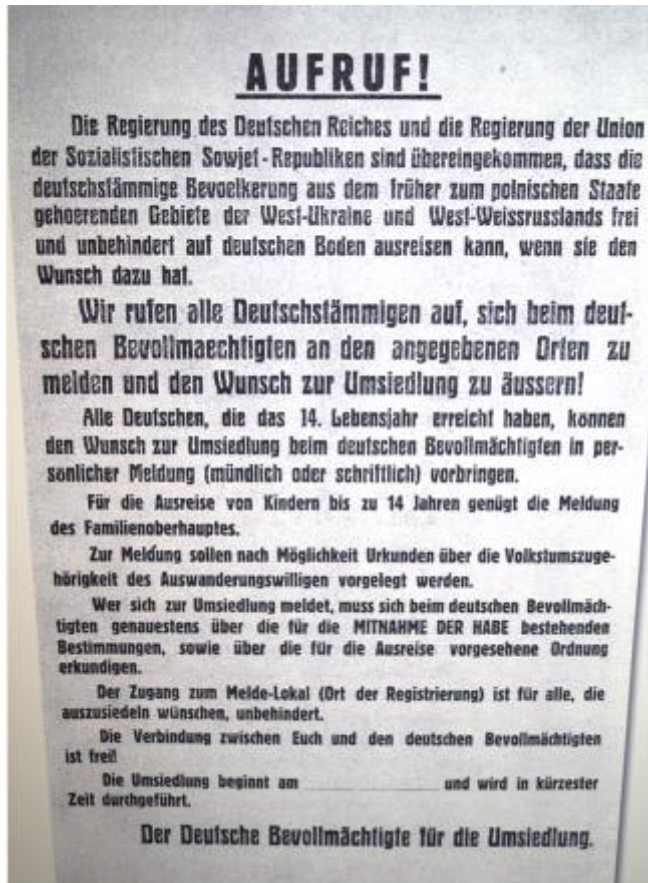 AUFRUF!
Die Regierung des Deutschen Reiches und die Regierung der Union
der Sozialistischen Sowjet-Republiken sind übereingekommen, dass die
deutschstämmige Bevoelkerung aus dem früher zum polnischen Staate
gehoerenden Gebiete der West-Ukraine und West-Weissrusslands frei
und unbehindert auf deutschen Boden ausreisen kann, wenn sie den
Wunsch dazu hat.
Wir rufen alle Deutschstämmigen auf, sich beim deut-
schen Bevollmaechtigten an den angegebenen Orten zu
melden und den Wunsch zur Umsiedlung zu äussern!
Alle Deutschen, die das 14. Lebensjahr erreicht haben, konnen
den Wunsch zur Umsiedlung beim deutschen Bevollmächtigten in per-
sönlicher Meldung (mündlich oder schriftlich) vorbringen.
Für die Ausreise von Kindern bis zu 14 Jahren genügt die Meldung
des Familienoberhauptes.
Zur Meldung sollen nach Möglichkeit Urkunden über die Volkstumszuge-
hörigkeit des Auswanderungswilligen vorgelegt werden.
Wer sich zur Umsiedlung meldet, muss sich beim deutschen Bevollmäch-
tigten genauestens über die für die MITNAHME DER HABE bestehenden
Bestimmungen, sowie über die für die Ausreise vorgesehene Ordnung
erkundigen.
Der Zugang zum Melde-Lokal (Ort der Registrierung) ist für alle, die
auszusiedeln wünschen, unbehindert.
Die Verbindung zwischen Euch und den deutschen Bevollmächtigten
ist frei!
Die Umsiedlung beginnt am ____________ und wird in kürzester
Zeit durchgeführt.
Der Deutsche Bevollmächtigte für die Umsiedlung.